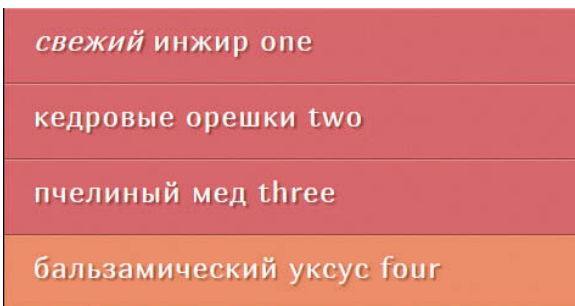 свежий инжир one
кедровые орешки two
пчелиный мед three
бальзамический уксус four